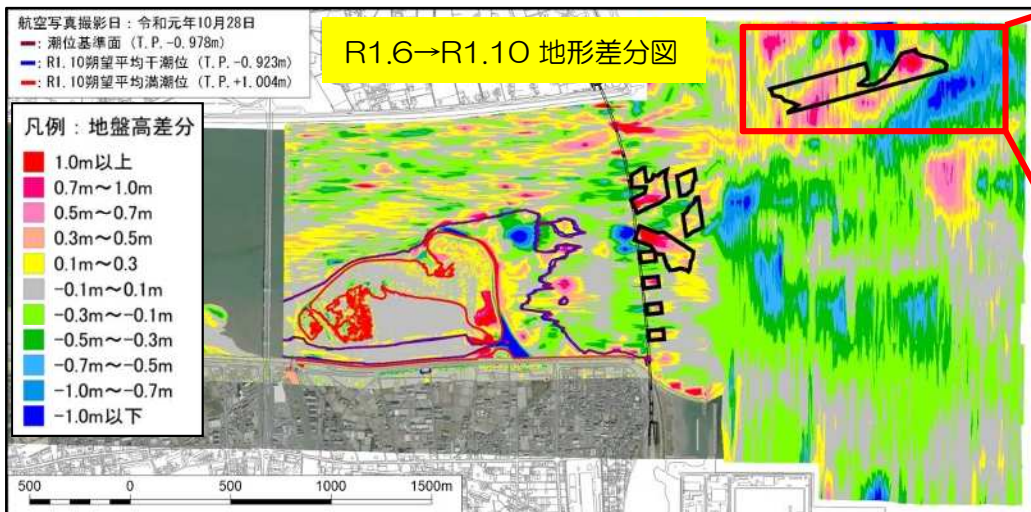 航空写真撮影日：令和元年10月28日
：潮位基準面（T.P.-0.978m）
：R1.10朔望平均干潮位（T.P.-0.923m）
：R1.10朔望平均満潮位（T.P.+1.004m）
R1.6→R1.10 地形差分図
凡例：地盤高差分
1.0m以上
0.7m～1.0m
0.5m～0.7m
0.3m～0.5m
0.1m～0.3
-0.1m～0.1m
-0.3m～-0.1m
-0.5m～-0.3m
-0.7m～-0.5m
-1.0m～-0.7m
-1.0m以下
500 0 500 1000 1500m